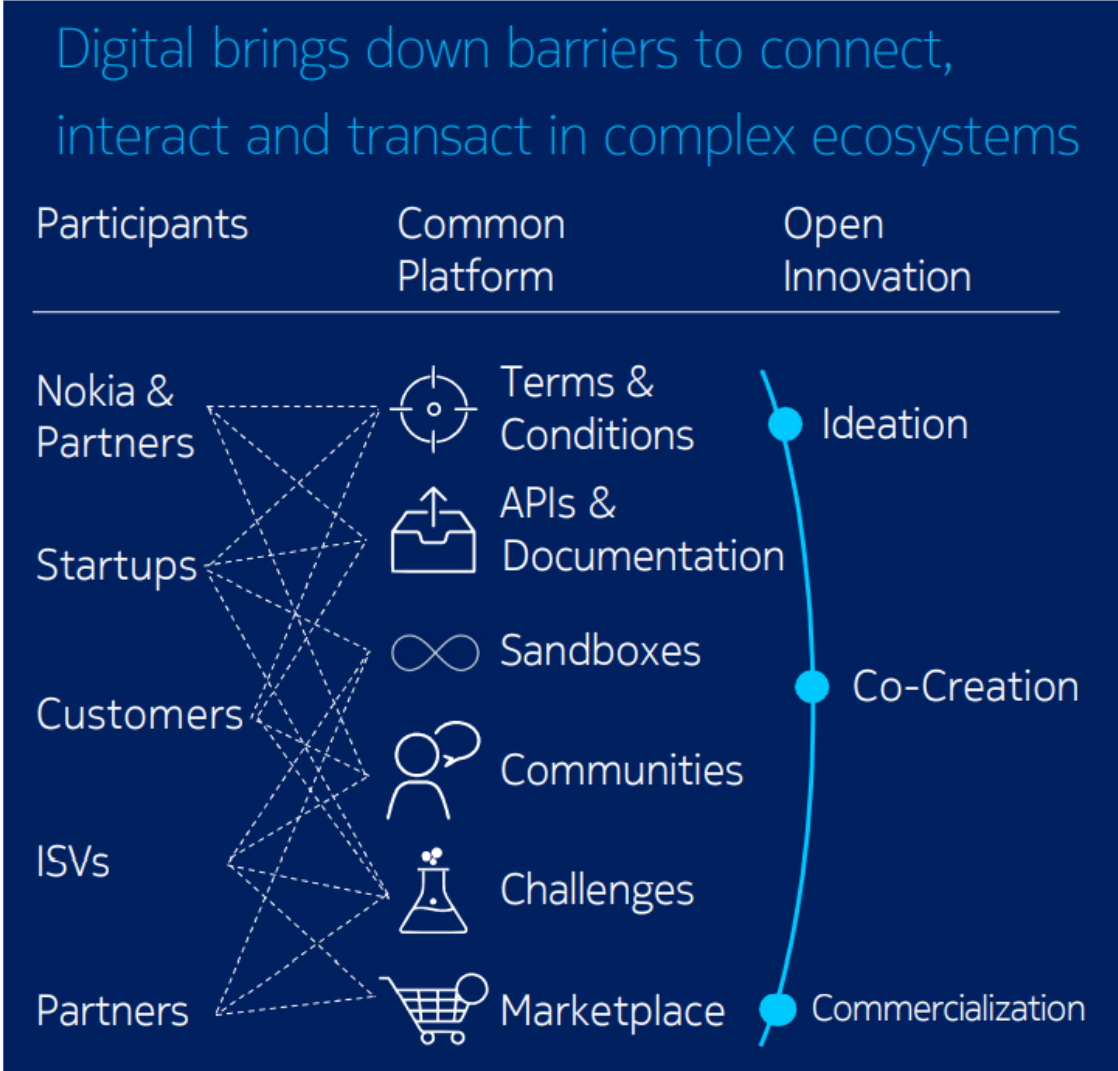 Digital brings down barriers to connect,
interact and transact in complex ecosystems
Participants
Common
Platform
Open
Innovation
Nokia &
Partners
Startups
Customers
ISVs
Partners
Terms &
Conditions
APIs &
Documentation
Sandboxes
Communities
Challenges
Marketplace
Ideation
Co-Creation
Commercialization